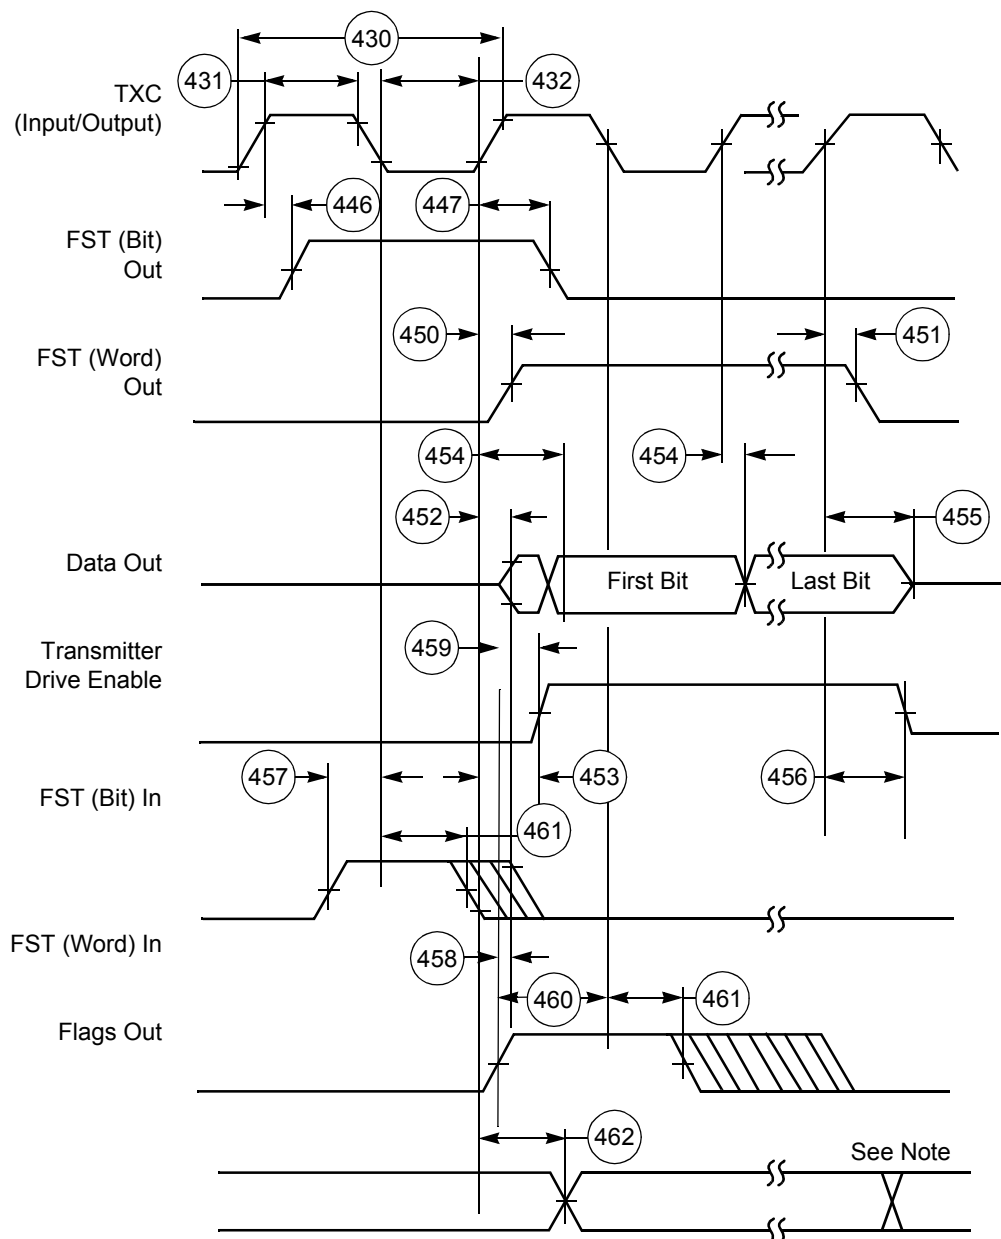 430
431
432
TXC
(Input/Output)
446
447
FST (Bit)
Out
450
451
FST (Word)
Out
454
454
452
455
Data Out
First Bit
Last Bit
459
Transmitter
Drive Enable
457
453
456
FST (Bit) In
461
FST (Word) In
458
460
461
Flags Out
462
See Note